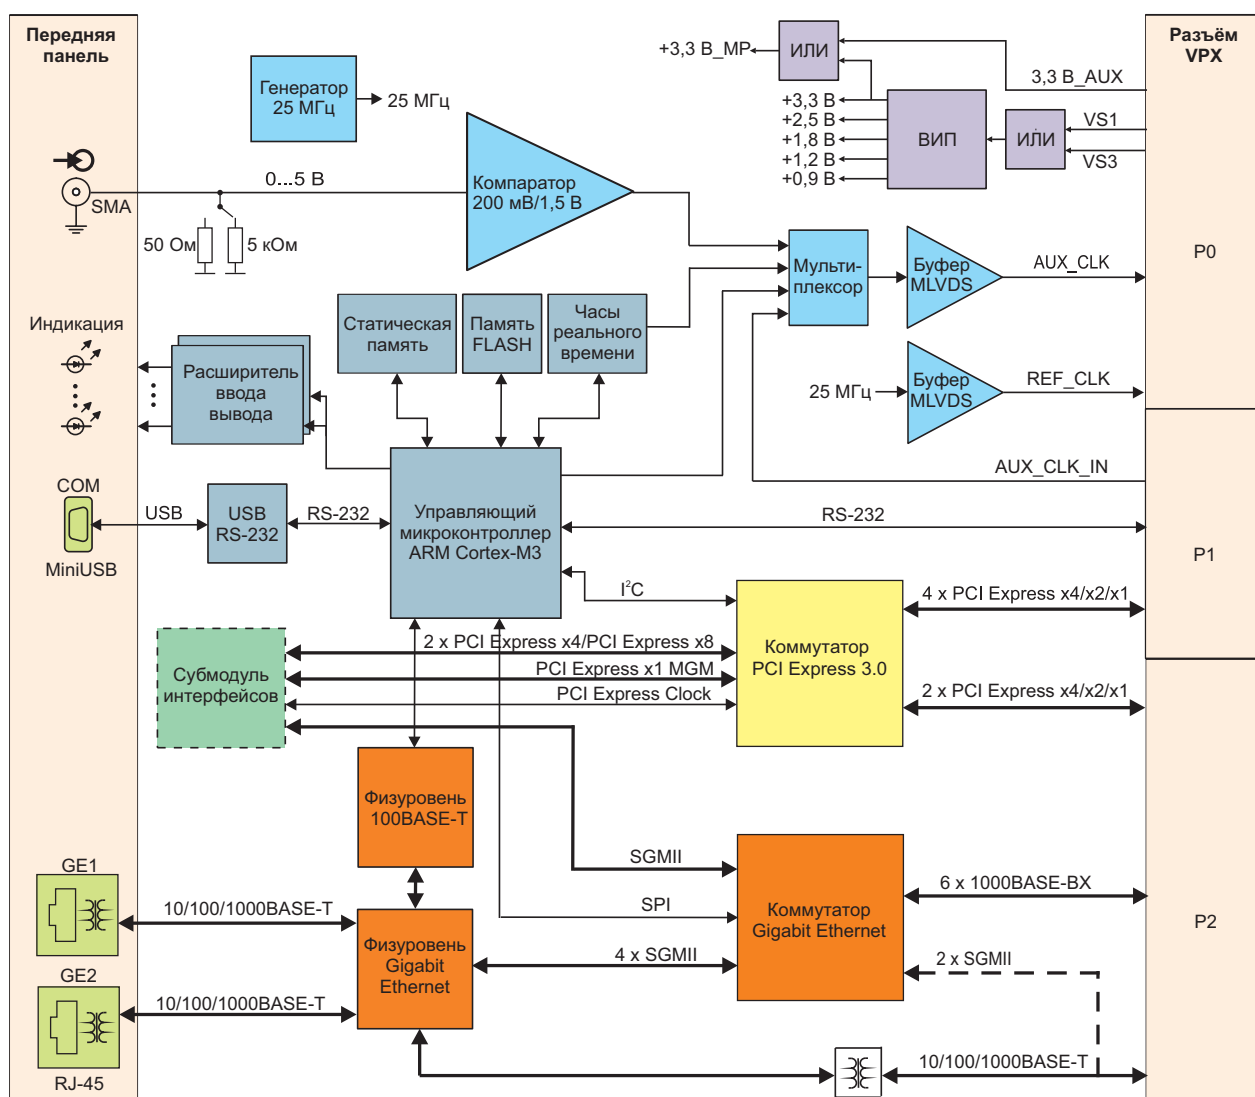 Передняя
панель
Разъём
VPX
ИЛИ
+3,3 В_MP
3,3 В_AUX
Генератор
25 МГц
25 МГц
+3,3 В
+2,5 В
+1,8 В
+1,2 В
+0,9 В
ВИП
ИЛИ
VS1
VS3
SMA
0...5 В
Компаратор
200 мВ/1,5 В
50 Ом
5 кОм
Мульти-
плексор
Буфер
MLVDS
AUX_CLK
P0
Индикация
Статическая
память
Память
FLASH
Часы
реального
времени
Расширитель
ввода
вывода
25 МГц
Буфер
MLVDS
REF_CLK
AUX_CLK_IN
COM
MiniUSB
USB
USB
RS-232
RS-232
Управляющий
микроконтроллер
ARM Cortex-M3
RS-232
P1
I²C
4 x PCI Express x4/x2/x1
Субмодуль
интерфейсов
2 x PCI Express x4/PCI Express x8
PCI Express x1 MGM
PCI Express Clock
Коммутатор
PCI Express 3.0
2 x PCI Express x4/x2/x1
Физуровень
100BASE-T
SGMII
GE1
10/100/1000BASE-T
SPI
Коммутатор
Gigabit Ethernet
6 x 1000BASE-BX
P2
Физуровень
Gigabit
Ethernet
4 x SGMII
2 x SGMII
GE2
10/100/1000BASE-T
RJ-45
10/100/1000BASE-T